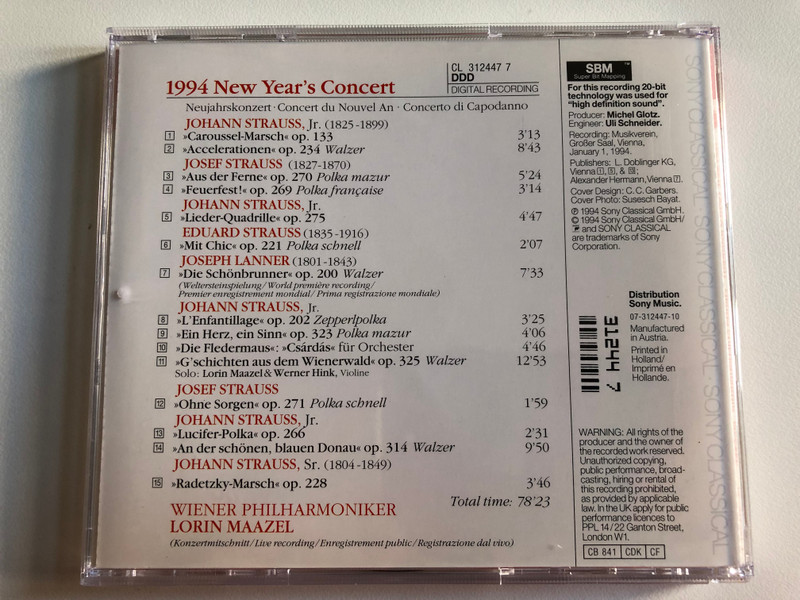 1994 New Year's Concert
CL 312447 7
DDD
DIGITAL RECORDING
Neujahrskonzert · Concert du Nouvel An · Concerto di Capodanno
JOHANN STRAUSS, Jr. (1825-1899)
1 »Caroussel-Marsch« op. 133 3'13
2 »Accelerationen« op. 234 Walzer 8'43
JOSEF STRAUSS (1827-1870)
3 »Aus der Ferne« op. 270 Polka mazur 5'24
4 »Feuerfest!« op. 269 Polka française 3'14
JOHANN STRAUSS, Jr.
5 »Lieder-Quadrille« op. 275 4'47
EDUARD STRAUSS (1835-1916)
6 »Mit Chic« op. 221 Polka schnell 2'07
JOSEPH LANNER (1801-1843)
7 »Die Schönbrunner« op. 200 Walzer 7'33
(Weltersteinspielung/World première recording/
Premier enregistrement mondial/Prima registrazione mondiale)
JOHANN STRAUSS, Jr.
8 »L'Enfantillage« op. 202 Zepperlpolka 3'25
9 »Ein Herz, ein Sinn« op. 323 Polka mazur 4'06
10 »Die Fledermaus«: »Csárdás« für Orchester 4'46
11 »G'schichten aus dem Wienerwald« op. 325 Walzer 12'53
Solo: Lorin Maazel & Werner Hink, Violine
JOSEF STRAUSS
12 »Ohne Sorgen« op. 271 Polka schnell 1'59
JOHANN STRAUSS, Jr.
13 »Lucifer-Polka« op. 266 2'31
14 »An der schönen, blauen Donau« op. 314 Walzer 9'50
JOHANN STRAUSS, Sr. (1804-1849)
15 »Radetzky-Marsch« op. 228 3'46
Total time: 78'23
WIENER PHILHARMONIKER
LORIN MAAZEL
(Konzertmitschnitt/Live recording/Enregistrement public/Registrazione dal vivo)
SBM™
Super Bit Mapping
For this recording 20-bit
technology was used for
"high definition sound".
Producer: Michel Glotz.
Engineer: Uli Schneider.
Recording: Musikverein,
Großer Saal, Vienna,
January 1, 1994.
Publishers: L. Doblinger KG,
Vienna
Alexander Hermann, Vienna 7.
Cover Design: C. C. Garbers.
Cover Photo: Susesch Bayat.
℗ 1994 Sony Classical GmbH.
© 1994 Sony Classical GmbH/
and SONY CLASSICAL
are trademarks of Sony
Corporation.
Distribution
Sony Music.
07-312447-10
Manufactured
in Austria.
Printed in
Holland/
Imprimé en
Hollande.
31244 7
WARNING: All rights of the
producer and the owner of
the recorded work reserved.
Unauthorized copying,
public performance, broad-
casting, hiring or rental of
this recording prohibited,
as provided by applicable
law. In the UK apply for public
performance licences to
PPL 14/22 Ganton Street,
London W1.
CB 841 CDK CF
SONY CLASSICAL SONY CLASSICAL SONY CLASSICAL